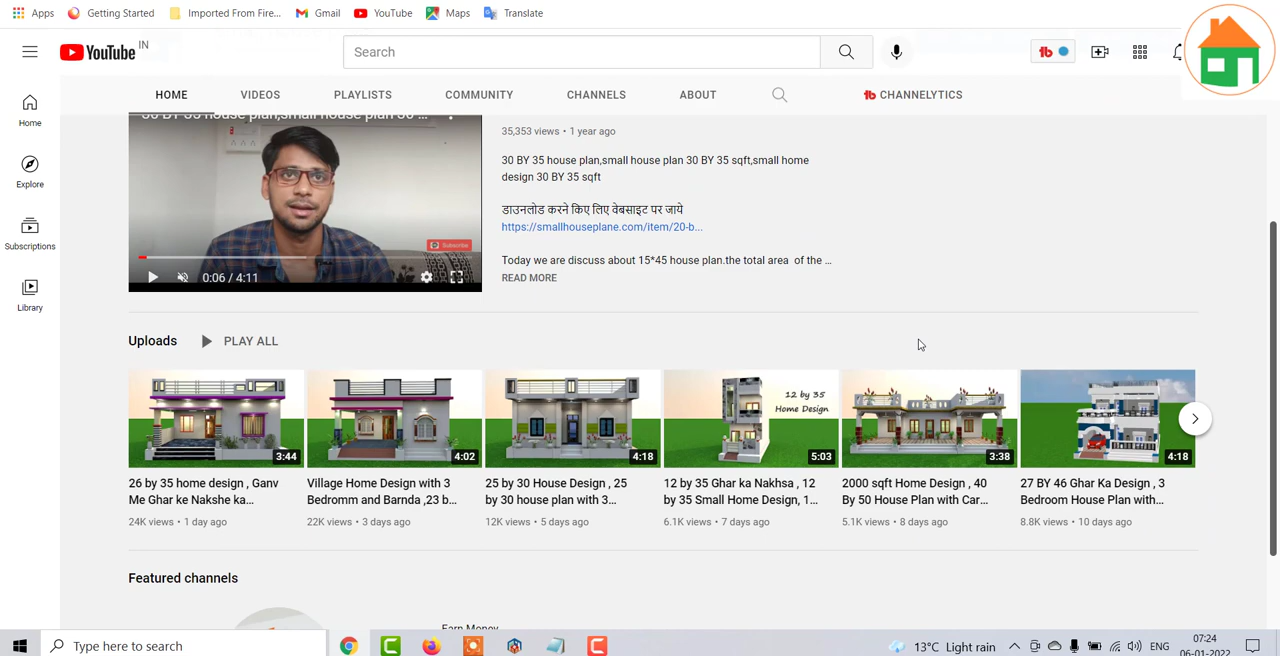 Apps Getting Started Imported From Fire... Gmail YouTube Maps Translate
YouTube IN
Search
HOME VIDEOS PLAYLISTS COMMUNITY CHANNELS ABOUT CHANNELYTICS
Home
Explore
Subscriptions
Library
0:06 / 4:11
Subscribe
35,353 views • 1 year ago
30 BY 35 house plan,small house plan 30 BY 35 sqft,small home
design 30 BY 35 sqft
डाउनलोड करने किए लिए वेबसाइट पर जाये
https://smallhouseplane.com/item/20-b...
Today we are discuss about 15*45 house plan.the total area of the ...
READ MORE
Uploads PLAY ALL
3:44
26 by 35 home design , Ganv
Me Ghar ke Nakshe ka...
24K views • 1 day ago
4:02
Village Home Design with 3
Bedromm and Barnda ,23 b...
22K views • 3 days ago
4:18
25 by 30 House Design , 25
by 30 house plan with 3...
12K views • 5 days ago
12 by 35
Home Design
5:03
12 by 35 Ghar ka Nakhsa , 12
by 35 Small Home Design, 1...
6.1K views • 7 days ago
3:38
2000 sqft Home Design , 40
By 50 House Plan with Car...
5.1K views • 8 days ago
4:18
27 BY 46 Ghar Ka Design , 3
Bedroom House Plan with...
8.8K views • 10 days ago
Featured channels
Earn Money
Type here to search
13°C Light rain
ENG
07:24
06-01-2022